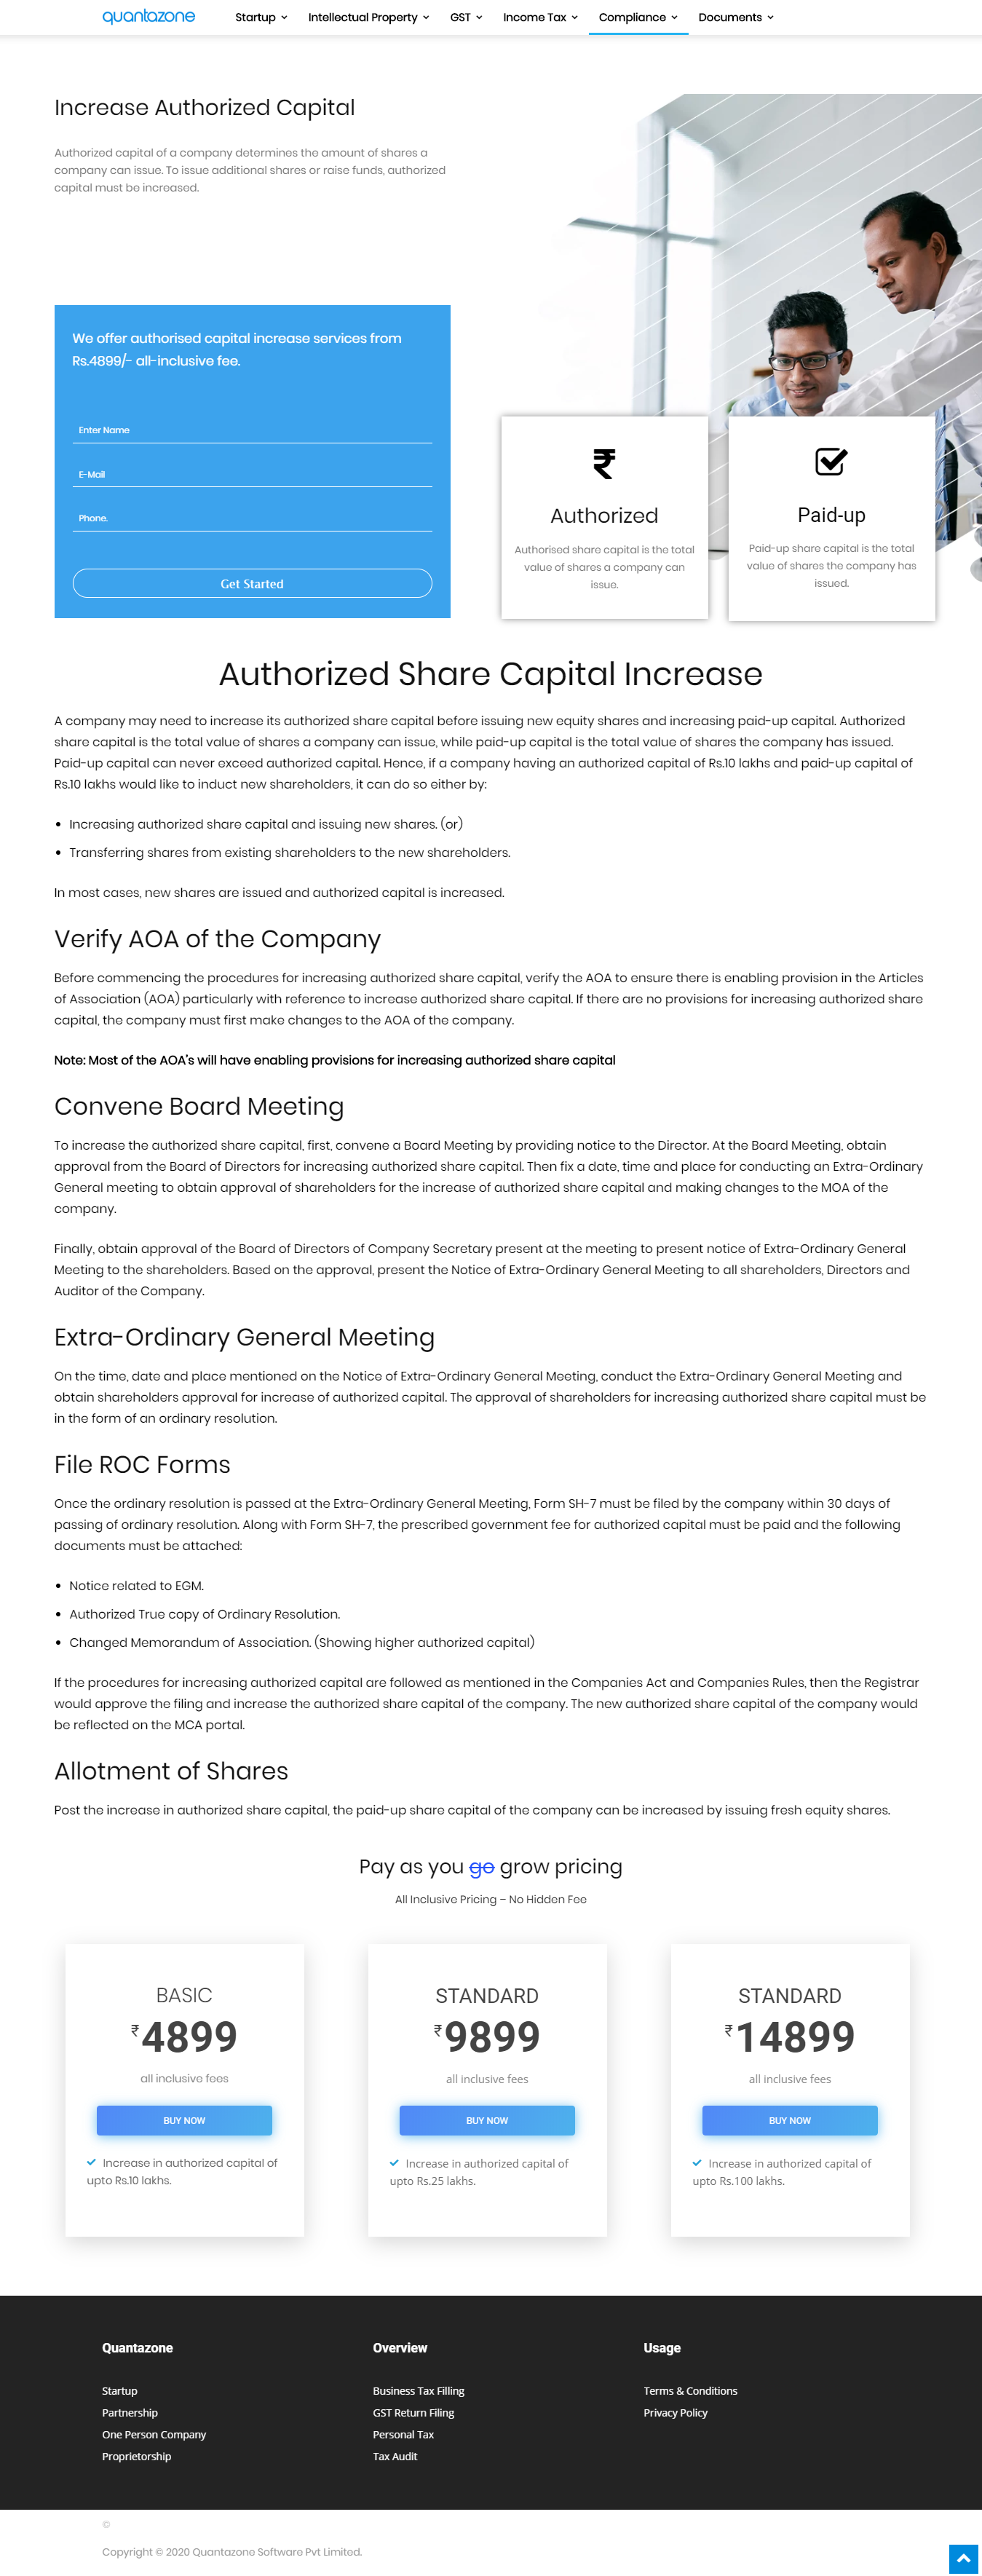 quantazone
Startup
Intellectual Property
GST
Income Tax
Compliance
Documents
Increase Authorized Capital
Authorized capital of a company determines the amount of shares a
company can issue. To issue additional shares or raise funds, authorized
capital must be increased.
We offer authorised capital increase services from
Rs.4899/- all-inclusive fee.
Enter Name
E-Mail
Phone.
Get Started
₹
Authorized
Authorised share capital is the total
value of shares a company can
issue.
Paid-up
Paid-up share capital is the total
value of shares the company has
issued.
Authorized Share Capital Increase
A company may need to increase its authorized share capital before issuing new equity shares and increasing paid-up capital. Authorized
share capital is the total value of shares a company can issue, while paid-up capital is the total value of shares the company has issued.
Paid-up capital can never exceed authorized capital. Hence, if a company having an authorized capital of Rs.10 lakhs and paid-up capital of
Rs.10 lakhs would like to induct new shareholders, it can do so either by:
• Increasing authorized share capital and issuing new shares. (or)
• Transferring shares from existing shareholders to the new shareholders.
In most cases, new shares are issued and authorized capital is increased.
Verify AOA of the Company
Before commencing the procedures for increasing authorized share capital, verify the AOA to ensure there is enabling provision in the Articles
of Association (AOA) particularly with reference to increase authorized share capital. If there are no provisions for increasing authorized share
capital, the company must first make changes to the AOA of the company.
Note: Most of the AOA's will have enabling provisions for increasing authorized share capital
Convene Board Meeting
To increase the authorized share capital, first, convene a Board Meeting by providing notice to the Director. At the Board Meeting, obtain
approval from the Board of Directors for increasing authorized share capital. Then fix a date, time and place for conducting an Extra-Ordinary
General meeting to obtain approval of shareholders for the increase of authorized share capital and making changes to the MOA of the
company.
Finally, obtain approval of the Board of Directors of Company Secretary present at the meeting to present notice of Extra-Ordinary General
Meeting to the shareholders. Based on the approval, present the Notice of Extra-Ordinary General Meeting to all shareholders, Directors and
Auditor of the Company.
Extra-Ordinary General Meeting
On the time, date and place mentioned on the Notice of Extra-Ordinary General Meeting, conduct the Extra-Ordinary General Meeting and
obtain shareholders approval for increase of authorized capital. The approval of shareholders for increasing authorized share capital must be
in the form of an ordinary resolution.
File ROC Forms
Once the ordinary resolution is passed at the Extra-Ordinary General Meeting, Form SH-7 must be filed by the company within 30 days of
passing of ordinary resolution. Along with Form SH-7, the prescribed government fee for authorized capital must be paid and the following
documents must be attached:
• Notice related to EGM.
• Authorized True copy of Ordinary Resolution.
• Changed Memorandum of Association. (Showing higher authorized capital)
If the procedures for increasing authorized capital are followed as mentioned in the Companies Act and Companies Rules, then the Registrar
would approve the filing and increase the authorized share capital of the company. The new authorized share capital of the company would
be reflected on the MCA portal.
Allotment of Shares
Post the increase in authorized share capital, the paid-up share capital of the company can be increased by issuing fresh equity shares.
Pay as you go grow pricing
All Inclusive Pricing – No Hidden Fee
BASIC
₹4899
all inclusive fees
BUY NOW
Increase in authorized capital of
upto Rs.10 lakhs.
STANDARD
₹9899
all inclusive fees
BUY NOW
Increase in authorized capital of
upto Rs.25 lakhs.
STANDARD
₹14899
all inclusive fees
BUY NOW
Increase in authorized capital of
upto Rs.100 lakhs.
Quantazone
Startup
Partnership
One Person Company
Proprietorship
Overview
Business Tax Filling
GST Return Filing
Personal Tax
Tax Audit
Usage
Terms & Conditions
Privacy Policy
©
Copyright © 2020 Quantazone Software Pvt Limited.